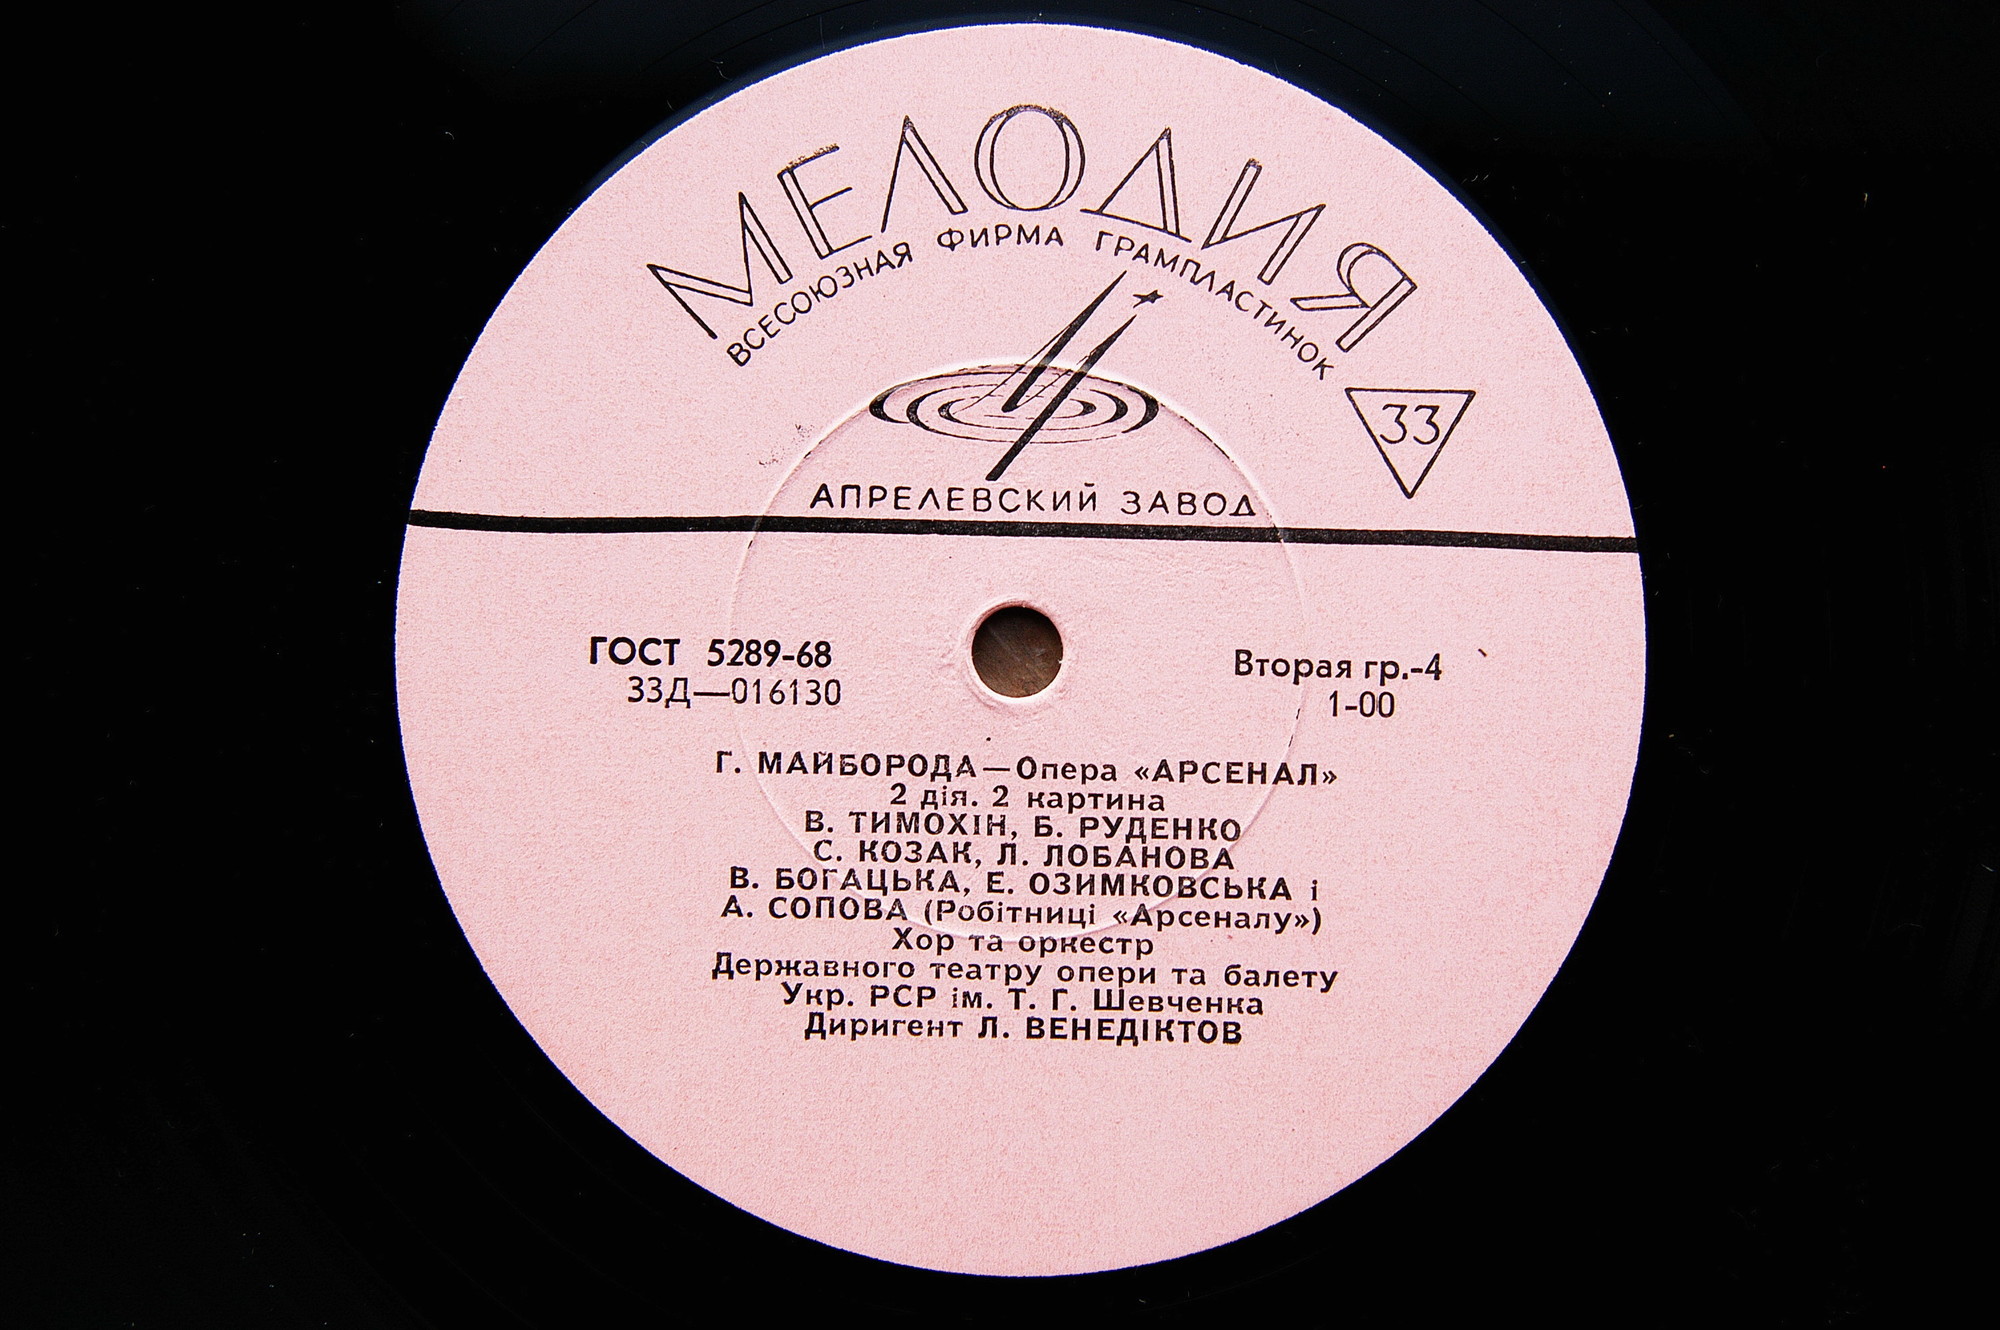 МЕЛОДИЯ
ВСЕСОЮЗНАЯ ФИРМА ГРАМПЛАСТИНОК
33
АПРЕЛЕВСКИЙ ЗАВОД
ГОСТ 5289-68
33Д—016130
Вторая гр.-4
1-00
Г. МАЙБОРОДА—Опера «АРСЕНАЛ»
2 дія. 2 картина
В. ТИМОХІН, Б. РУДЕНКО
С. КОЗАК, Л. ЛОБАНОВА
В. БОГАЦЬКА, Е. ОЗИМКОВСЬКА і
А. СОПОВА (Робітниці «Арсеналу»)
Хор та оркестр
Державного театру опери та балету
Укр. РСР ім. Т. Г. Шевченка
Диригент Л. ВЕНЕДІКТОВ